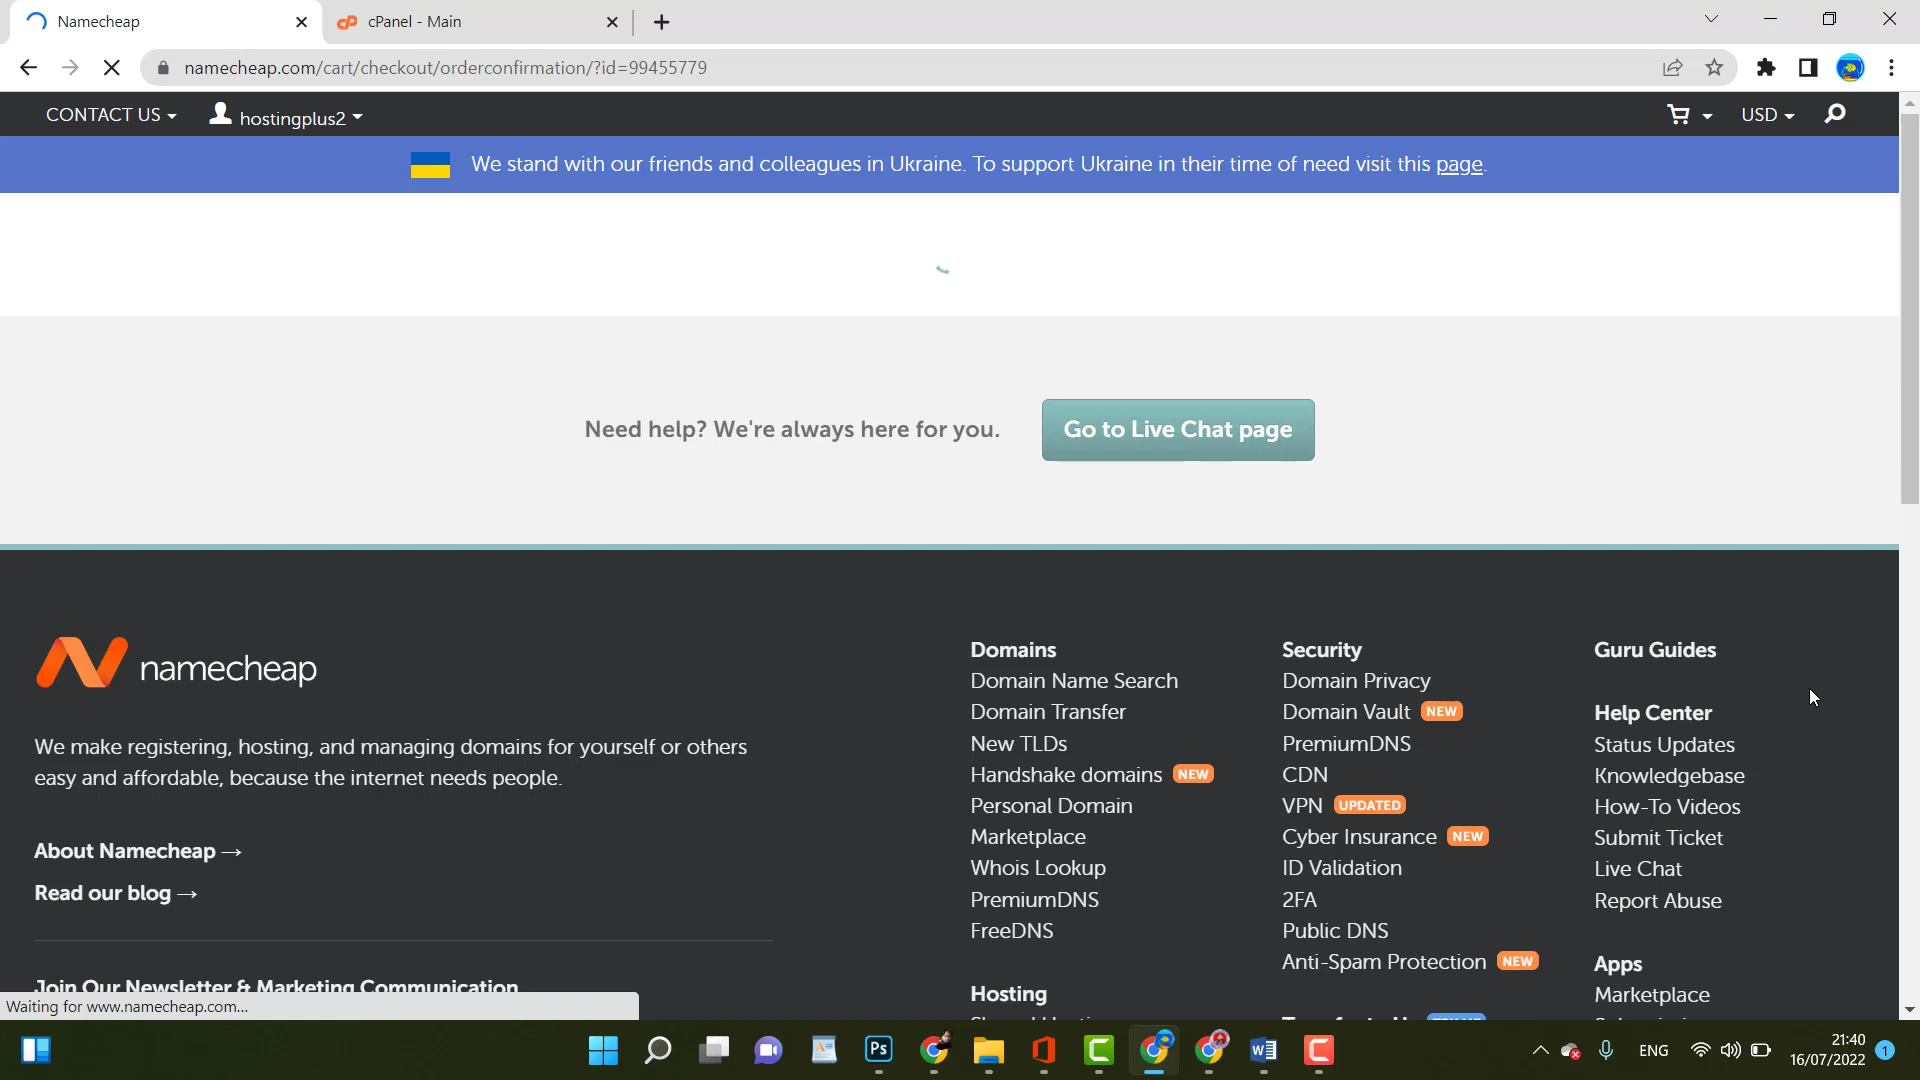 Namecheap
cPanel - Main
namecheap.com/cart/checkout/orderconfirmation/?id=99455779
CONTACT US
hostingplus2
USD
We stand with our friends and colleagues in Ukraine. To support Ukraine in their time of need visit this page.
Need help? We're always here for you.
Go to Live Chat page
namecheap
We make registering, hosting, and managing domains for yourself or others
easy and affordable, because the internet needs people.
About Namecheap →
Read our blog →
Join Our Newsletter & Marketing Communication
Domains
Domain Name Search
Domain Transfer
New TLDs
Handshake domains NEW
Personal Domain
Marketplace
Whois Lookup
PremiumDNS
FreeDNS
Hosting
Security
Domain Privacy
Domain Vault NEW
PremiumDNS
CDN
VPN UPDATED
Cyber Insurance NEW
ID Validation
2FA
Public DNS
Anti-Spam Protection NEW
Guru Guides
Help Center
Status Updates
Knowledgebase
How-To Videos
Submit Ticket
Live Chat
Report Abuse
Apps
Marketplace
Waiting for www.namecheap.com...
Ps
ENG
21:40
16/07/2022
1